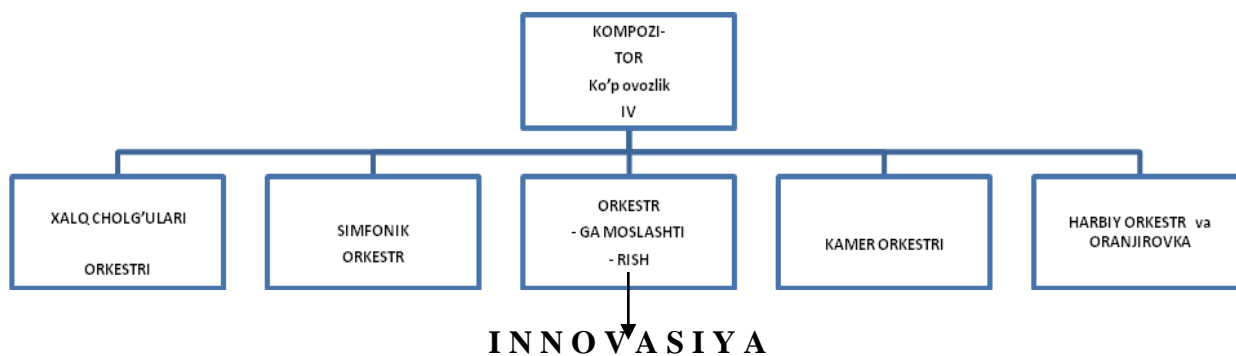 KOMPOZI-
TOR
Ko’p ovozlik
IV
XALQ CHOLG’ULARI
ORKESTRI
SIMFONIK
ORKESTR
ORKESTR
- GA MOSLASHTI
- RISH
KAMER ORKESTRI
HARBIY ORKESTR va
ORANJIROVKA
I N N O V A S I Y A